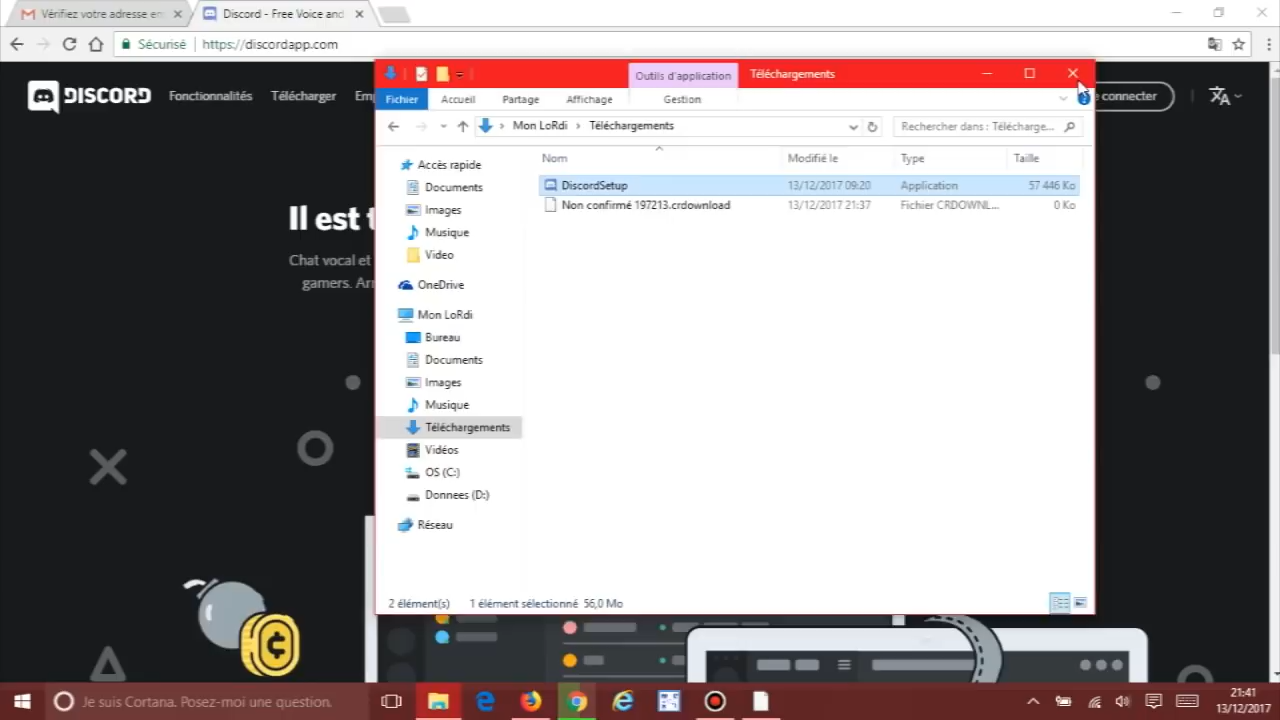 Vérifiez votre adresse en
Discord - Free Voice and
Sécurisé
https://discordapp.com
DISCORD
Fonctionnalités
Télécharger
Outils d'application
Téléchargements
Fichier
Accueil
Partage
Affichage
Gestion
e connecter
Mon LoRdi
Téléchargements
Rechercher dans : Télécharge...
Nom
Modifié le
Type
Taille
DiscordSetup
13/12/2017 09:20
Application
57 446 Ko
Non confirmé 197213.crdownload
13/12/2017 21:37
Fichier CRDOWNL...
0 Ko
Accès rapide
Documents
Images
Musique
Video
OneDrive
Mon LoRdi
Bureau
Documents
Images
Musique
Téléchargements
Vidéos
OS (C:)
Donnees (D:)
Réseau
Il est t
Chat vocal et
gamers. Arr
2 élément(s)
1 élément sélectionné 56,0 Mo
Je suis Cortana. Posez-moi une question.
21:41
13/12/2017